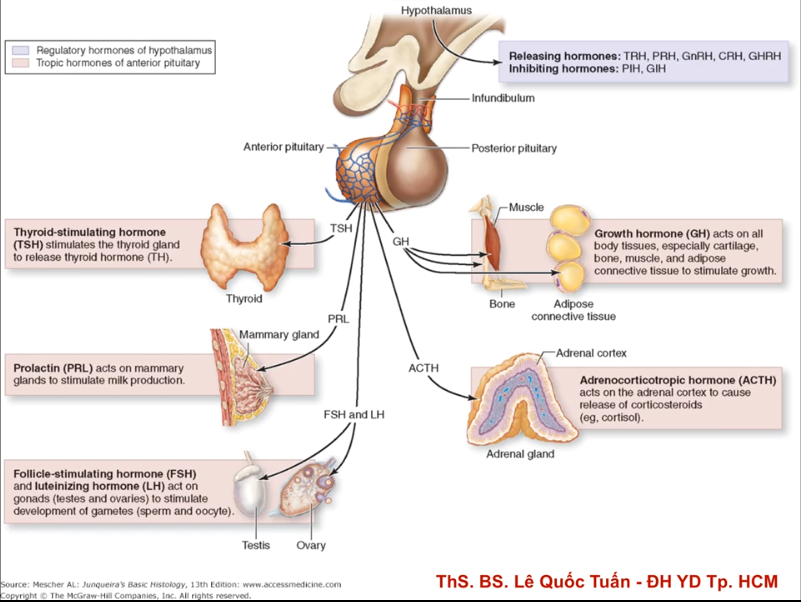 Hypothalamus
Regulatory hormones of hypothalamus
Tropic hormones of anterior pituitary
Releasing hormones: TRH, PRH, GnRH, CRH, GHRH
Inhibiting hormones: PIH, GIH
Infundibulum
Anterior pituitary
Posterior pituitary
Thyroid-stimulating hormone
(TSH) stimulates the thyroid gland
to release thyroid hormone (TH).
Thyroid
TSH
GH
Muscle
Bone
Adipose
connective tissue
Growth hormone (GH) acts on all
body tissues, especially cartilage,
bone, muscle, and adipose
connective tissue to stimulate growth.
PRL
Mammary gland
Prolactin (PRL) acts on mammary
glands to stimulate milk production.
ACTH
Adrenal cortex
Adrenal gland
Adrenocorticotropic hormone (ACTH)
acts on the adrenal cortex to cause
release of corticosteroids
(eg, cortisol).
FSH and LH
Follicle-stimulating hormone (FSH)
and luteinizing hormone (LH) act on
gonads (testes and ovaries) to stimulate
development of gametes (sperm and oocyte).
Testis
Ovary
Source: Mescher AL: Junqueira's Basic Histology, 13th Edition: www.accessmedicine.com
Copyright © The McGraw-Hill Companies, Inc. All rights reserved.
ThS. BS. Lê Quốc Tuấn - ĐH YD Tp. HCM